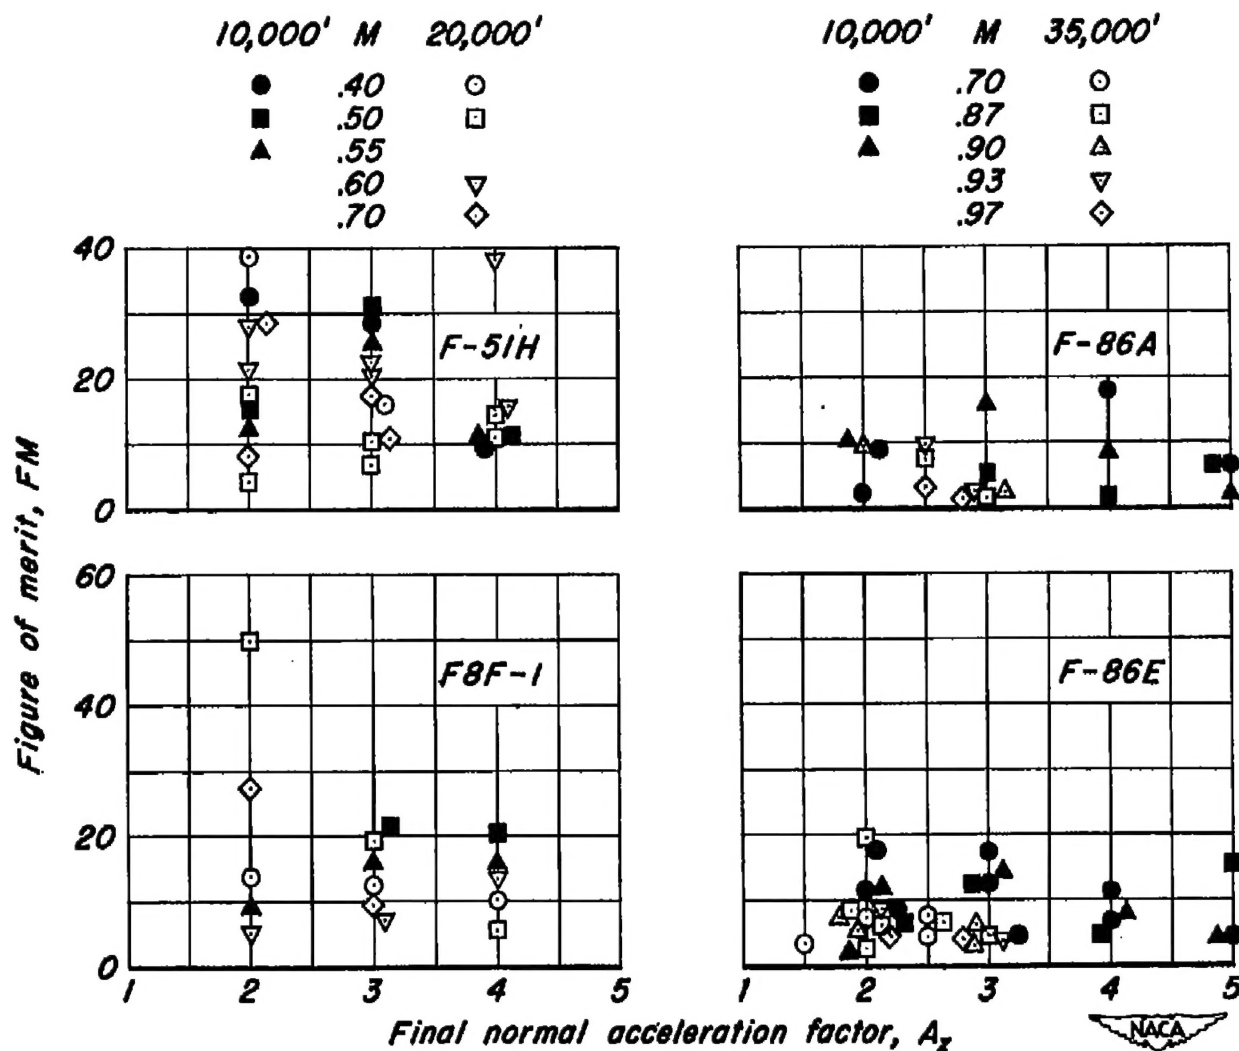 10,000' M 20,000'
.40
.50
.55
.60
.70
10,000' M 35,000'
.70
.87
.90
.93
.97
Figure of merit, FM
40
20
0
F-51H
F-86A
60
40
20
0
F8F-1
F-86E
1 2 3 4 5
1 2 3 4 5
Final normal acceleration factor, Az
NACA